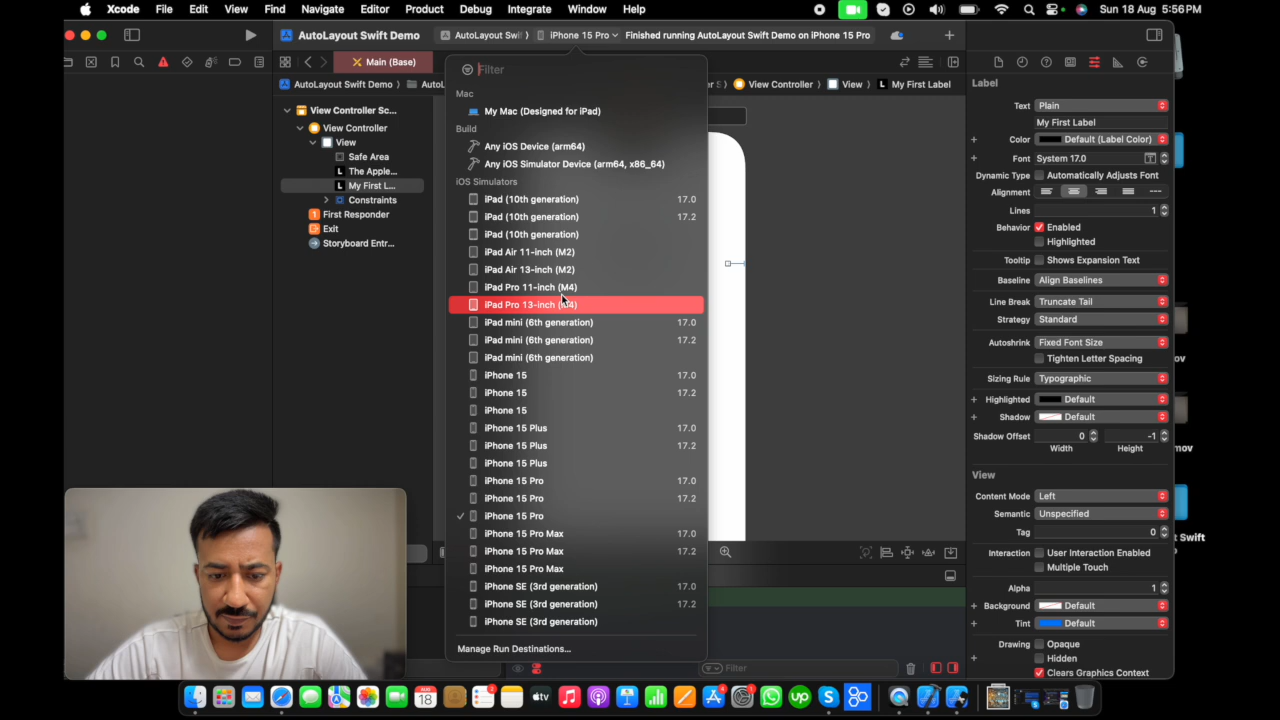 Xcode File Edit View Find Navigate Editor Product Debug Integrate Window Help Sun 18 Aug 5:56 PM
AutoLayout Swift Demo AutoLayout Swi iPhone 15 Pro Finished running AutoLayout Swift Demo on iPhone 15 Pro
Main (Base)
AutoLayout Swift Demo View Controller View My First Label
View Controller Sc...
View Controller
View
Safe Area
The Apple...
My First L...
Constraints
First Responder
Exit
Storyboard Entr...
Filter
Mac
My Mac (Designed for iPad)
Build
Any iOS Device (arm64)
Any iOS Simulator Device (arm64, x86_64)
iOS Simulators
iPad (10th generation) 17.0
iPad (10th generation) 17.2
iPad (10th generation)
iPad Air 11-inch (M2)
iPad Air 13-inch (M2)
iPad Pro 11-inch (M4)
iPad Pro 13-inch (M4)
iPad mini (6th generation) 17.0
iPad mini (6th generation) 17.2
iPad mini (6th generation)
iPhone 15 17.0
iPhone 15 17.2
iPhone 15
iPhone 15 Plus 17.0
iPhone 15 Plus 17.2
iPhone 15 Plus
iPhone 15 Pro 17.0
iPhone 15 Pro 17.2
iPhone 15 Pro
iPhone 15 Pro Max 17.0
iPhone 15 Pro Max 17.2
iPhone 15 Pro Max
iPhone SE (3rd generation) 17.0
iPhone SE (3rd generation) 17.2
iPhone SE (3rd generation)
Manage Run Destinations...
Filter
Label
Text Plain
My First Label
Color Default (Label Color)
Font System 17.0
Dynamic Type Automatically Adjusts Font
Alignment
Lines 1
Behavior Enabled
Highlighted
Tooltip Shows Expansion Text
Baseline Align Baselines
Line Break Truncate Tail
Strategy Standard
Autoshrink Fixed Font Size
Tighten Letter Spacing
Sizing Rule Typographic
Highlighted Default
Shadow Default
Shadow Offset 0 -1
Width Height
View
Content Mode Left
Semantic Unspecified
Tag 0
Interaction User Interaction Enabled
Multiple Touch
Alpha 1
Background Default
Tint Default
Drawing Opaque
Hidden
Clears Graphics Context